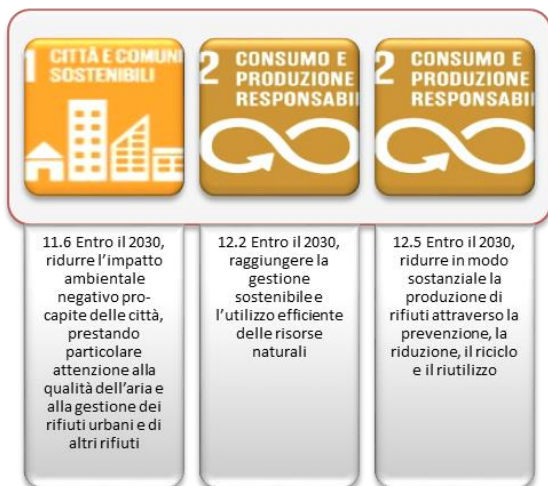 1 CITTÀ E COMUNI
SOSTENIBILI
2 CONSUMO E
PRODUZIONE
RESPONSABI
2 CONSUMO E
PRODUZIONE
RESPONSABI
11.6 Entro il 2030,
ridurre l’impatto
ambientale
negativo pro-
capite delle città,
prestando
particolare
attenzione alla
qualità dell’aria e
alla gestione dei
rifiuti urbani e di
altri rifiuti
12.2 Entro il 2030,
raggiungere la
gestione
sostenibile e
l’utilizzo efficiente
delle risorse
naturali
12.5 Entro il 2030,
ridurre in modo
sostanziale la
produzione di
rifiuti attraverso la
prevenzione, la
riduzione, il riciclo
e il riutilizzo